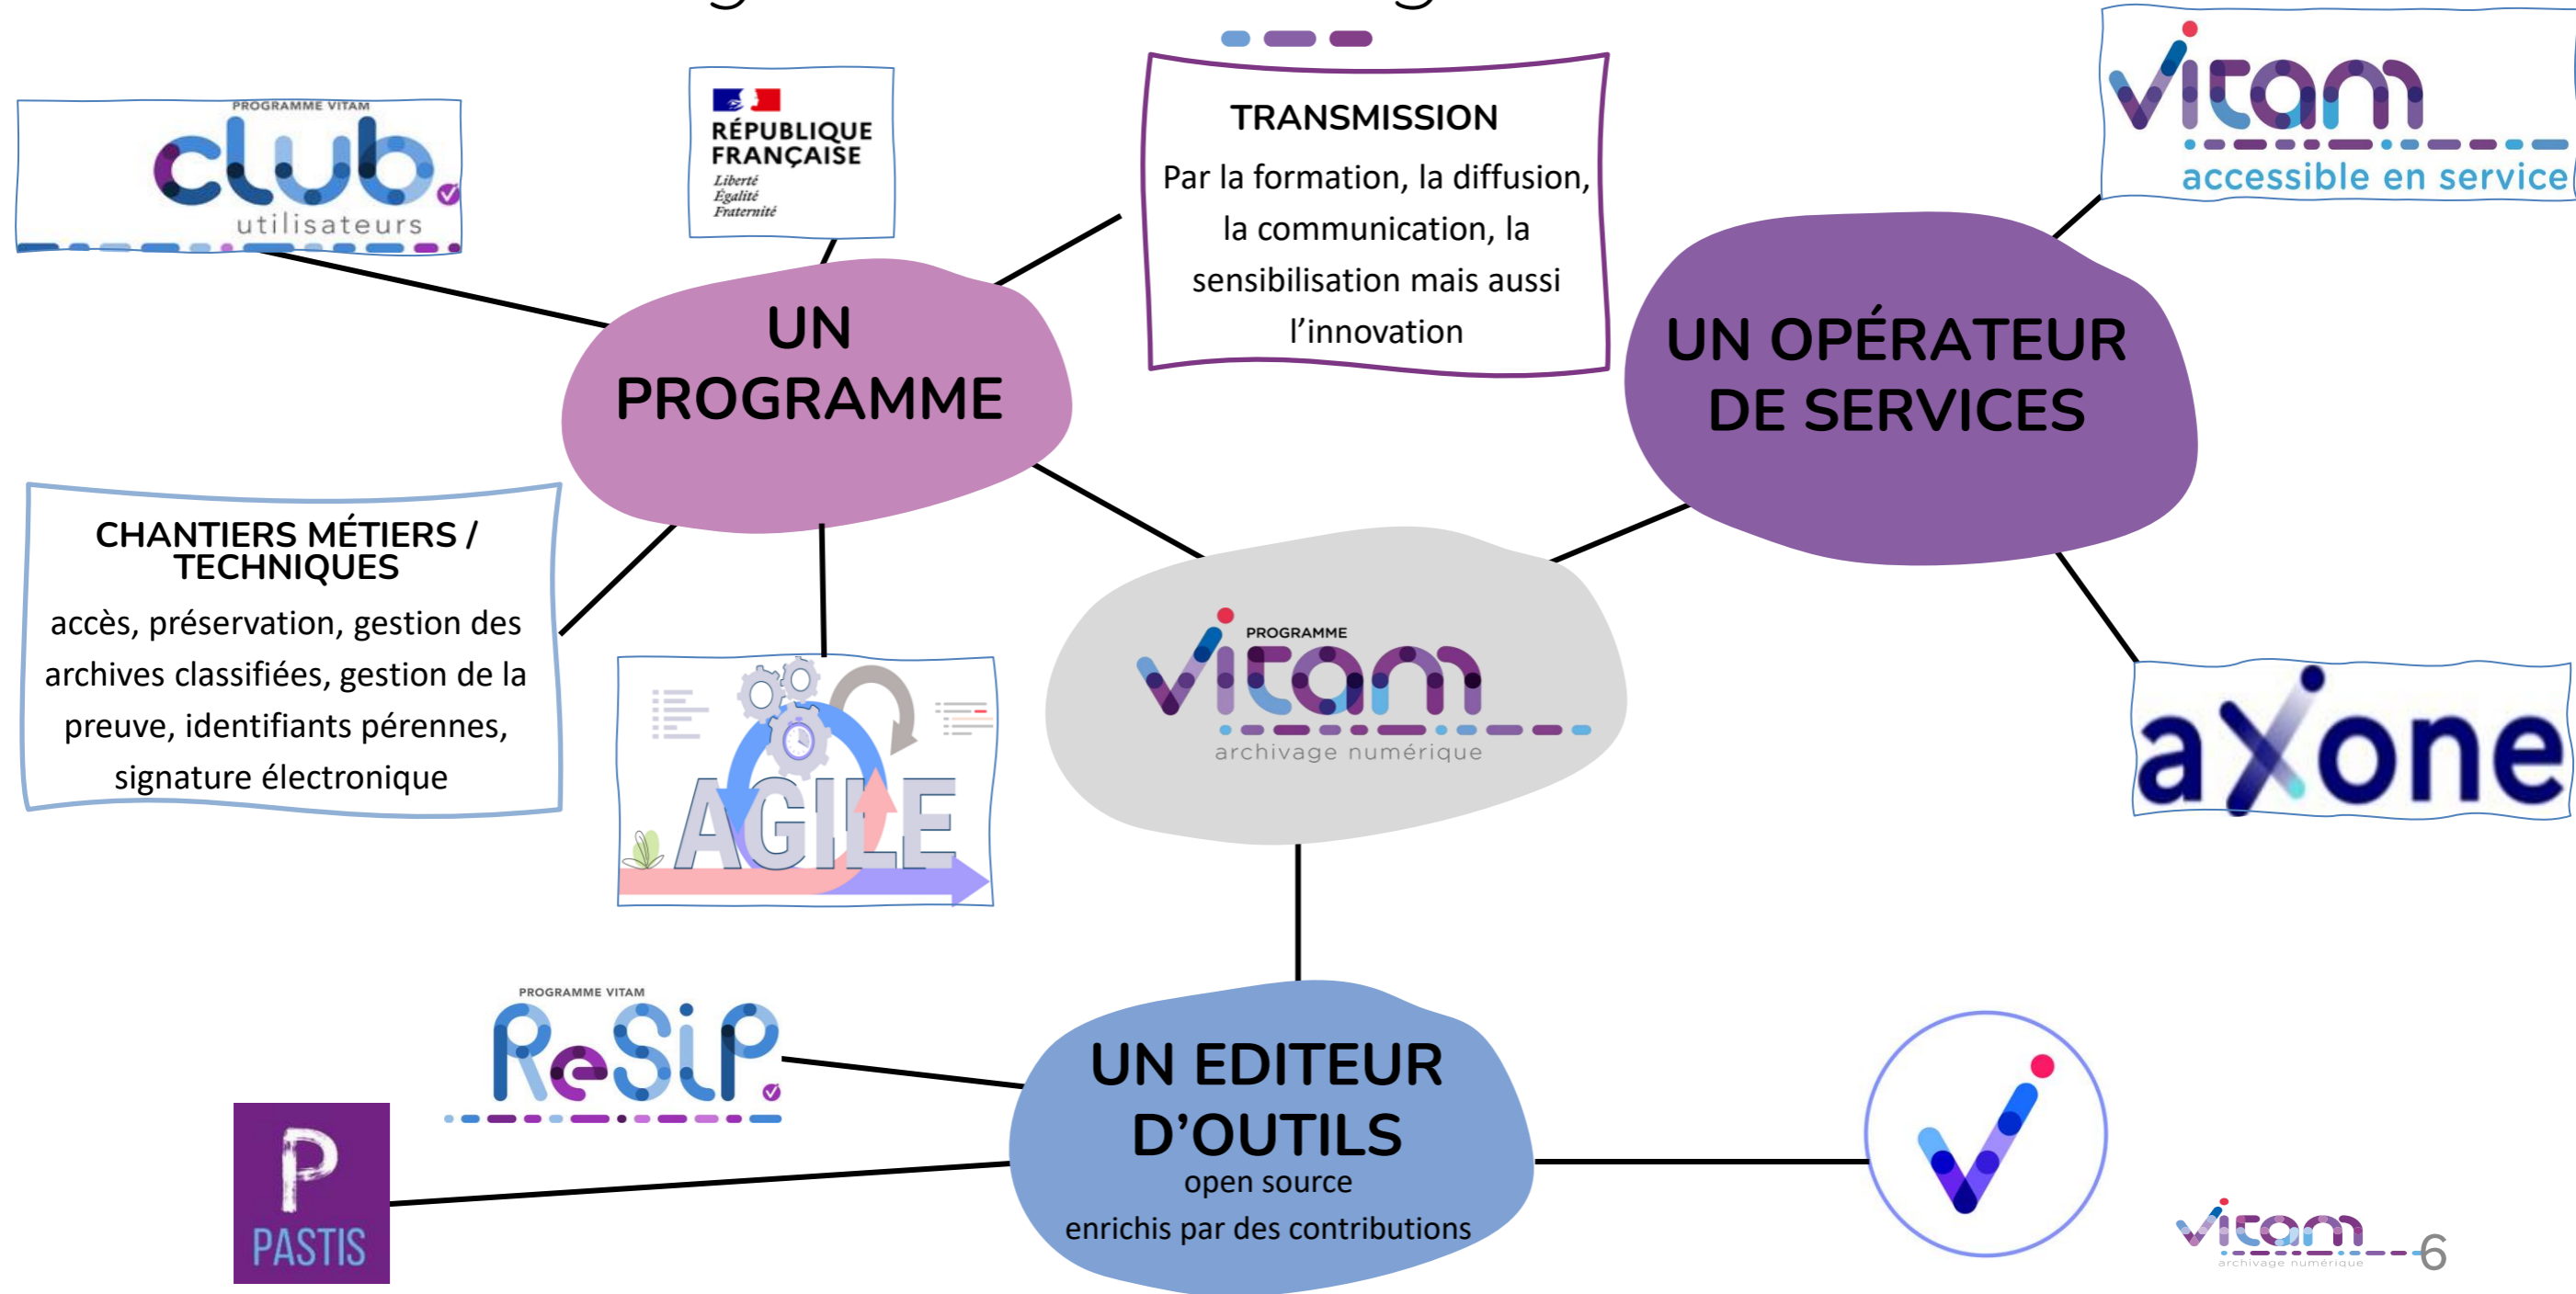 PROGRAMME VITAM
club
utilisateurs
RÉPUBLIQUE
FRANÇAISE
Liberté
Égalité
Fraternité
TRANSMISSION
Par la formation, la diffusion,
la communication, la
sensibilisation mais aussi
l’innovation
vitam
accessible en service
UN
PROGRAMME
UN OPÉRATEUR
DE SERVICES
CHANTIERS MÉTIERS /
TECHNIQUES
accès, préservation, gestion des
archives classifiées, gestion de la
preuve, identifiants pérennes,
signature électronique
AGILE
PROGRAMME
vitam
archivage numérique
aXone
PROGRAMME VITAM
ReSiP
P
PASTIS
UN EDITEUR
D’OUTILS
open source
enrichis par des contributions
vitam
archivage numérique
6